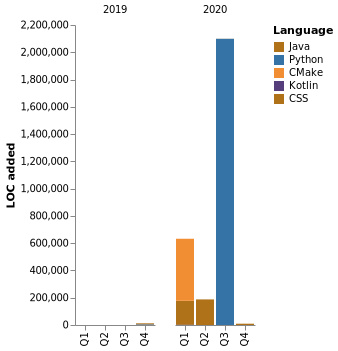 2019 2020
Language
Java
Python
CMake
Kotlin
CSS
LOC added
2,200,000
2,000,000
1,800,000
1,600,000
1,400,000
1,200,000
1,000,000
800,000
600,000
400,000
200,000
0
Q1 Q2 Q3 Q4 Q1 Q2 Q3 Q4